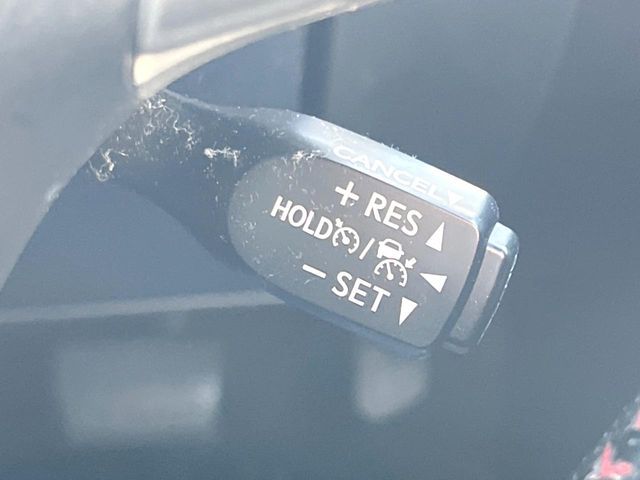 CANCEL▼
+ RES ▲
HOLD / ◀
− SET ▼